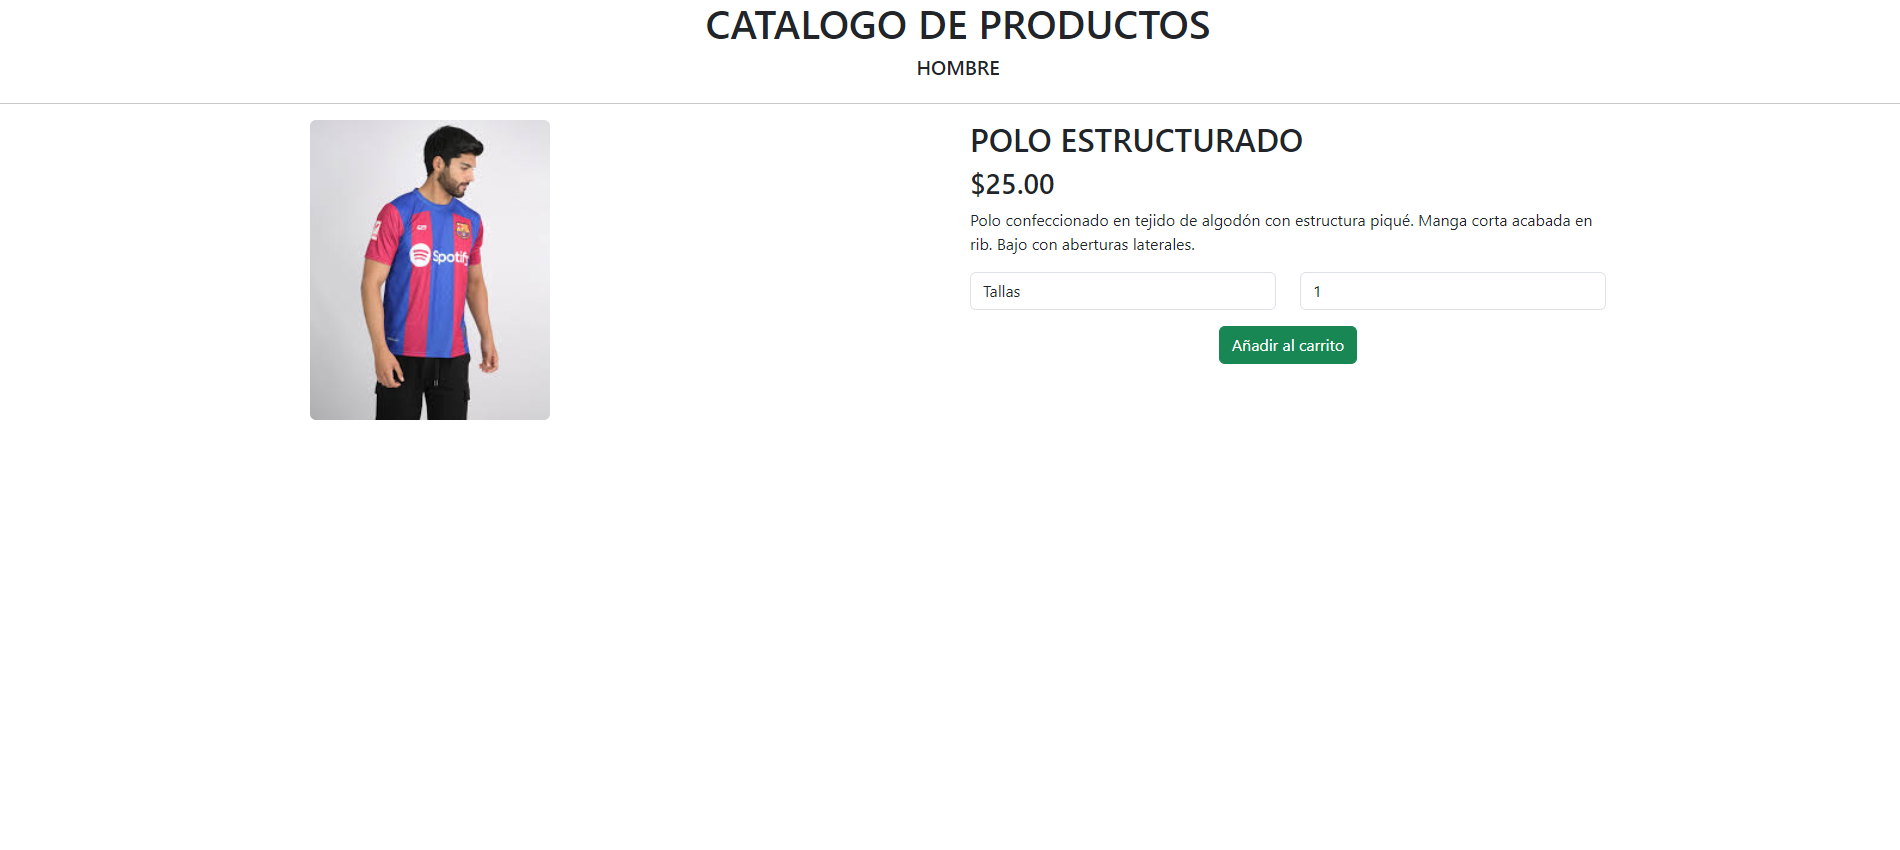 CATALOGO DE PRODUCTOS
HOMBRE
Spotify
POLO ESTRUCTURADO
$25.00
Polo confeccionado en tejido de algodón con estructura piqué. Manga corta acabada en
rib. Bajo con aberturas laterales.
Tallas
1
Añadir al carrito